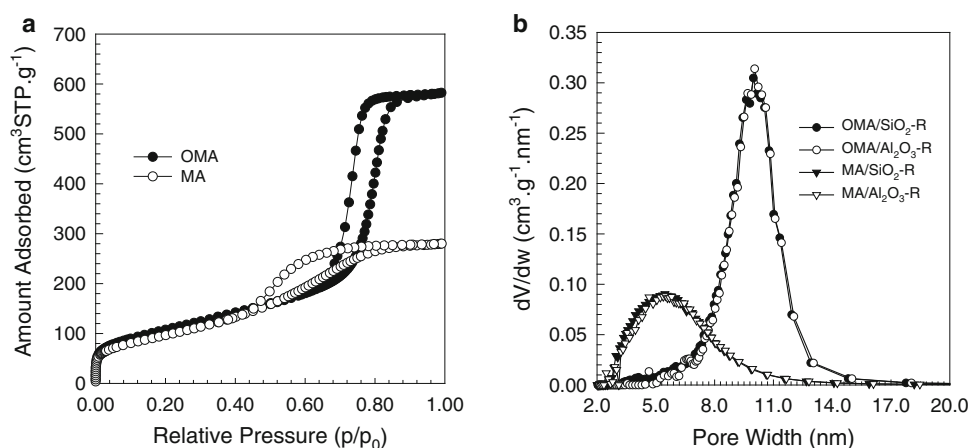 a
700
600
500
400
300
200
100
0
Amount Adsorbed (cm³STP.g⁻¹)
OMA
MA
0.00 0.20 0.40 0.60 0.80 1.00
Relative Pressure (p/p₀)
b
0.35
0.30
0.25
0.20
0.15
0.10
0.05
0.00
dV/dw (cm³.g⁻¹.nm⁻¹)
OMA/SiO₂-R
OMA/Al₂O₃-R
MA/SiO₂-R
MA/Al₂O₃-R
2.0 5.0 8.0 11.0 14.0 17.0 20.0
Pore Width (nm)